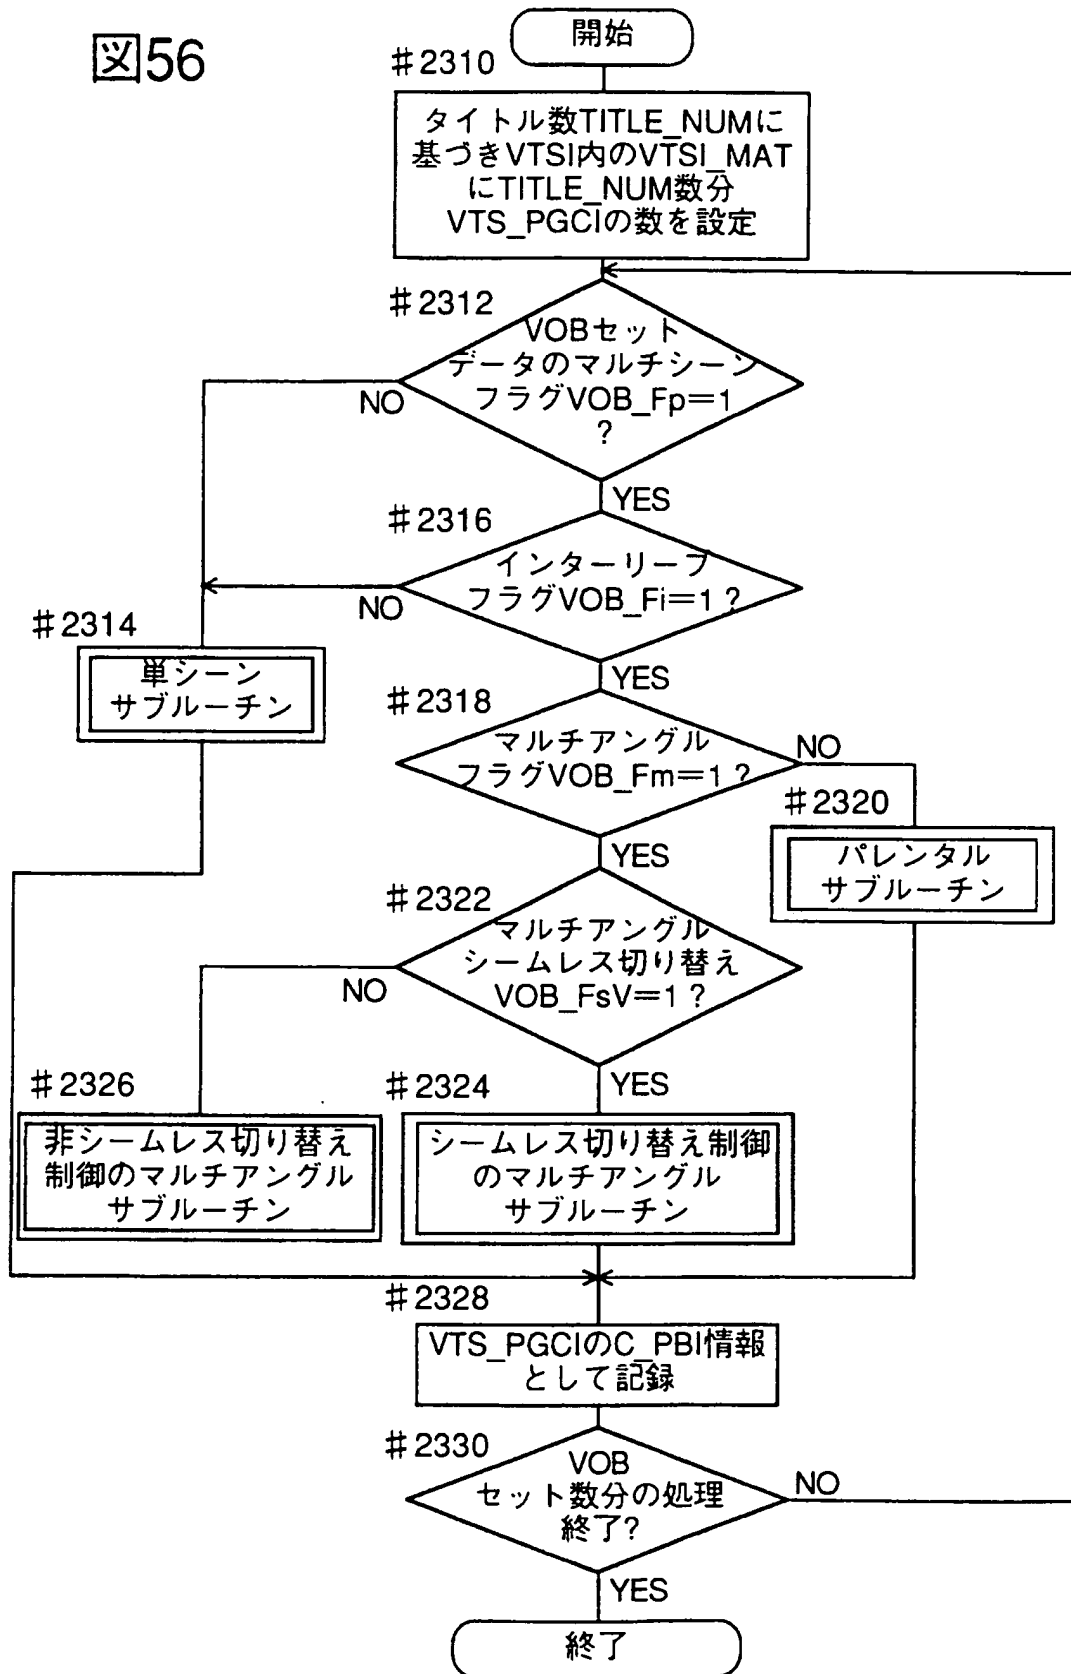 図56
開始
#2310
タイトル数TITLE_NUMに
基づきVTSI内のVTSI_MAT
にTITLE_NUM数分
VTS_PGCIの数を設定
#2312
VOBセット
データのマルチシーン
フラグVOB_Fp=1
?
NO
YES
#2316
インターリーブ
フラグVOB_Fi=1?
NO
YES
#2314
単シーン
サブルーチン
#2318
マルチアングル
フラグVOB_Fm=1?
NO
YES
#2320
パレンタル
サブルーチン
#2322
マルチアングル
シームレス切り替え
VOB_FsV=1?
NO
YES
#2326
非シームレス切り替え
制御のマルチアングル
サブルーチン
#2324
シームレス切り替え制御
のマルチアングル
サブルーチン
#2328
VTS_PGCIのC_PBI情報
として記録
#2330
VOB
セット数分の処理
終了?
NO
YES
終了